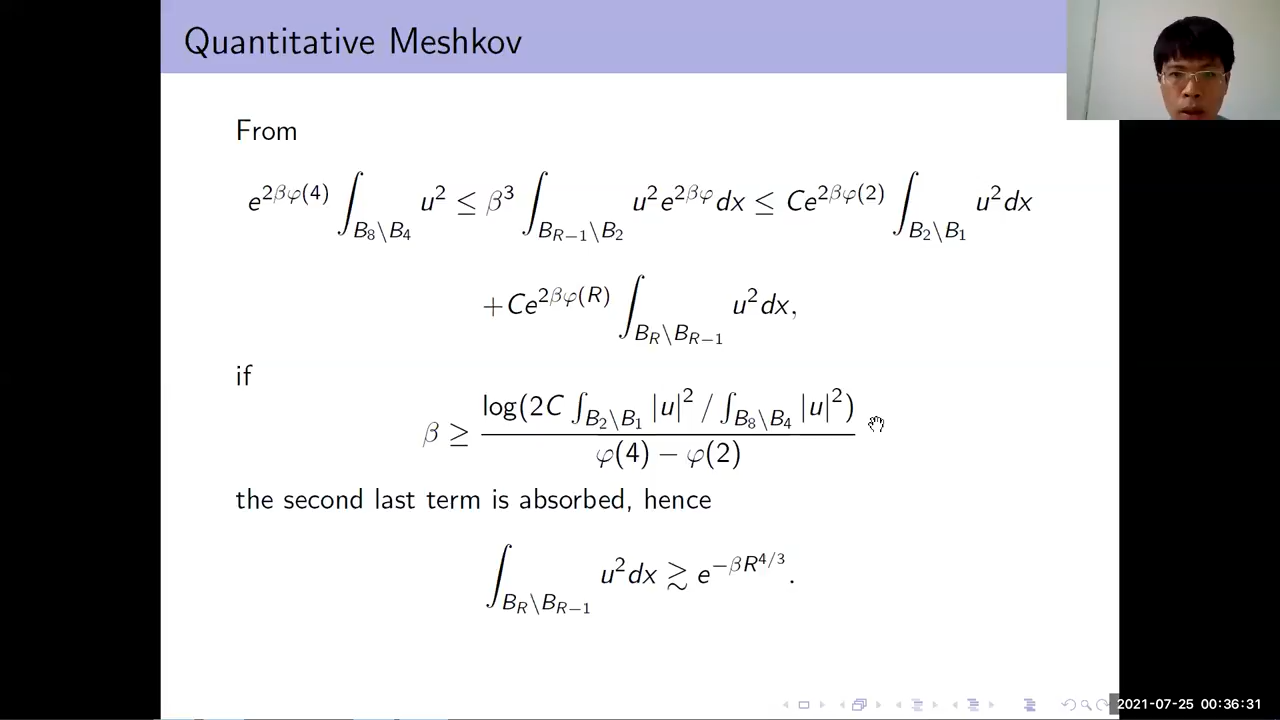 Quantitative Meshkov
From
e^{2βφ(4)} ∫_{B_8\B_4} u^2 ≤ β^3 ∫_{B_{R−1}\B_2} u^2 e^{2βφ} dx ≤ Ce^{2βφ(2)} ∫_{B_2\B_1} u^2 dx
+Ce^{2βφ(R)} ∫_{B_R\B_{R−1}} u^2 dx,
if
β ≥ log(2C ∫_{B_2\B_1} |u|^2 / ∫_{B_8\B_4} |u|^2) / φ(4) − φ(2)
the second last term is absorbed, hence
∫_{B_R\B_{R−1}} u^2 dx ≳ e^{−βR^{4/3}}.
2021-07-25 00:36:31